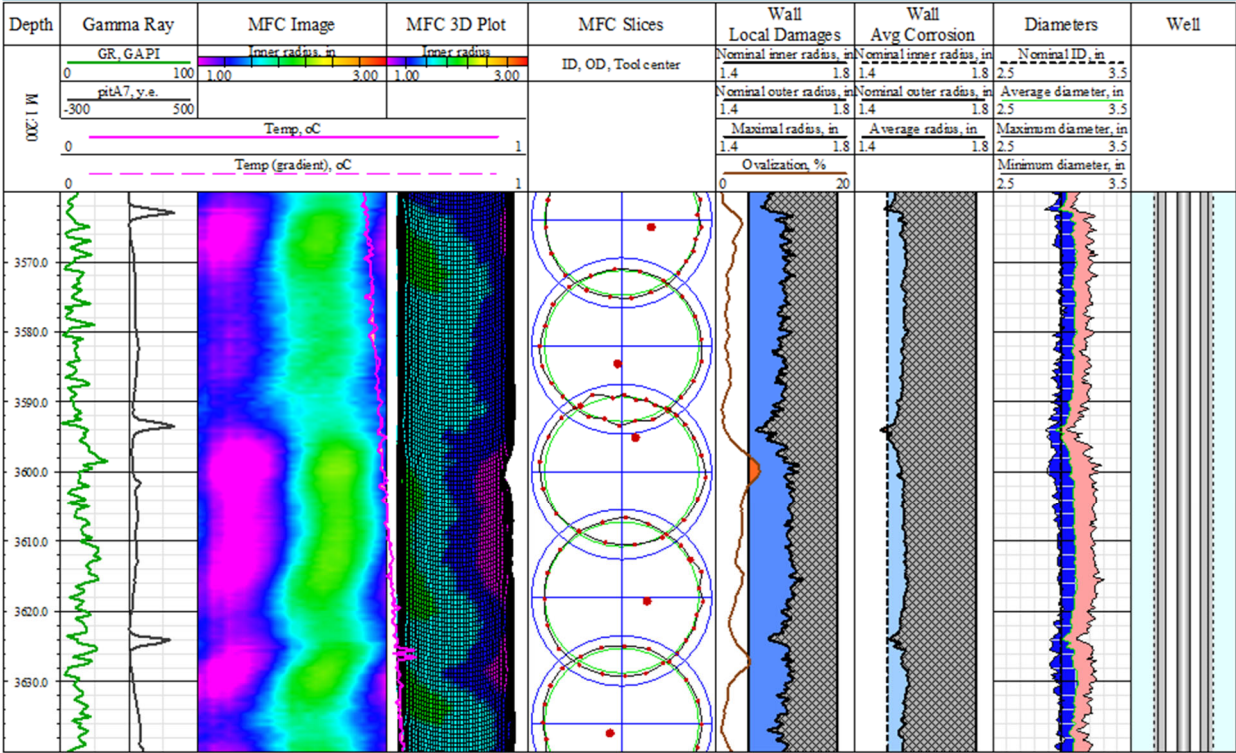 Depth
Gamma Ray
MFC Image
MFC 3D Plot
MFC Slices
Wall
Local Damages
Wall
Avg Corrosion
Diameters
Well
M 1:200
GR, GAPI
0 100
pitA7, y.e.
-300 500
Temp, oC
0 1
Temp (gradient), oC
0 1
Inner radius, in
1.00 3.00
Inner radius
1.00 3.00
ID, OD, Tool center
Nominal inner radius, in
1.4 1.8
Nominal outer radius, in
1.4 1.8
Maximal radius, in
1.4 1.8
Ovalization, %
0 20
Nominal inner radius, in
1.4 1.8
Nominal outer radius, in
1.4 1.8
Average radius, in
1.4 1.8
Nominal ID, in
2.5 3.5
Average diameter, in
2.5 3.5
Maximum diameter, in
2.5 3.5
Minimum diameter, in
2.5 3.5
3570.0
3580.0
3590.0
3600.0
3610.0
3620.0
3630.0